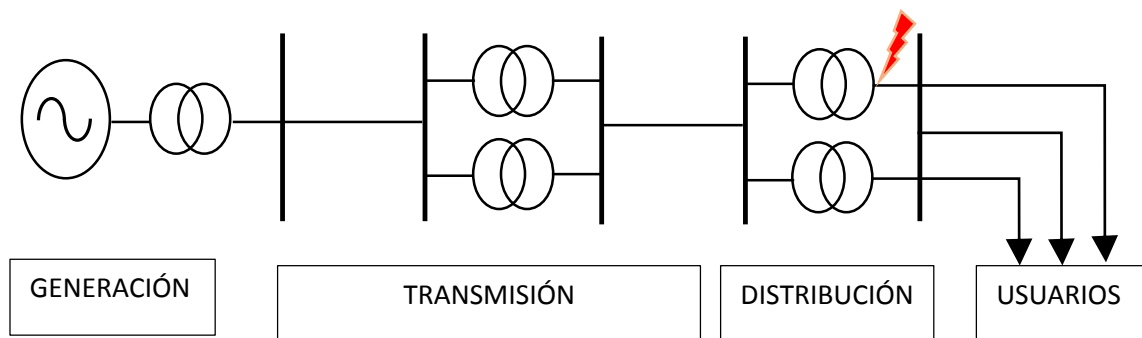 GENERACIÓN
TRANSMISIÓN
DISTRIBUCIÓN
USUARIOS